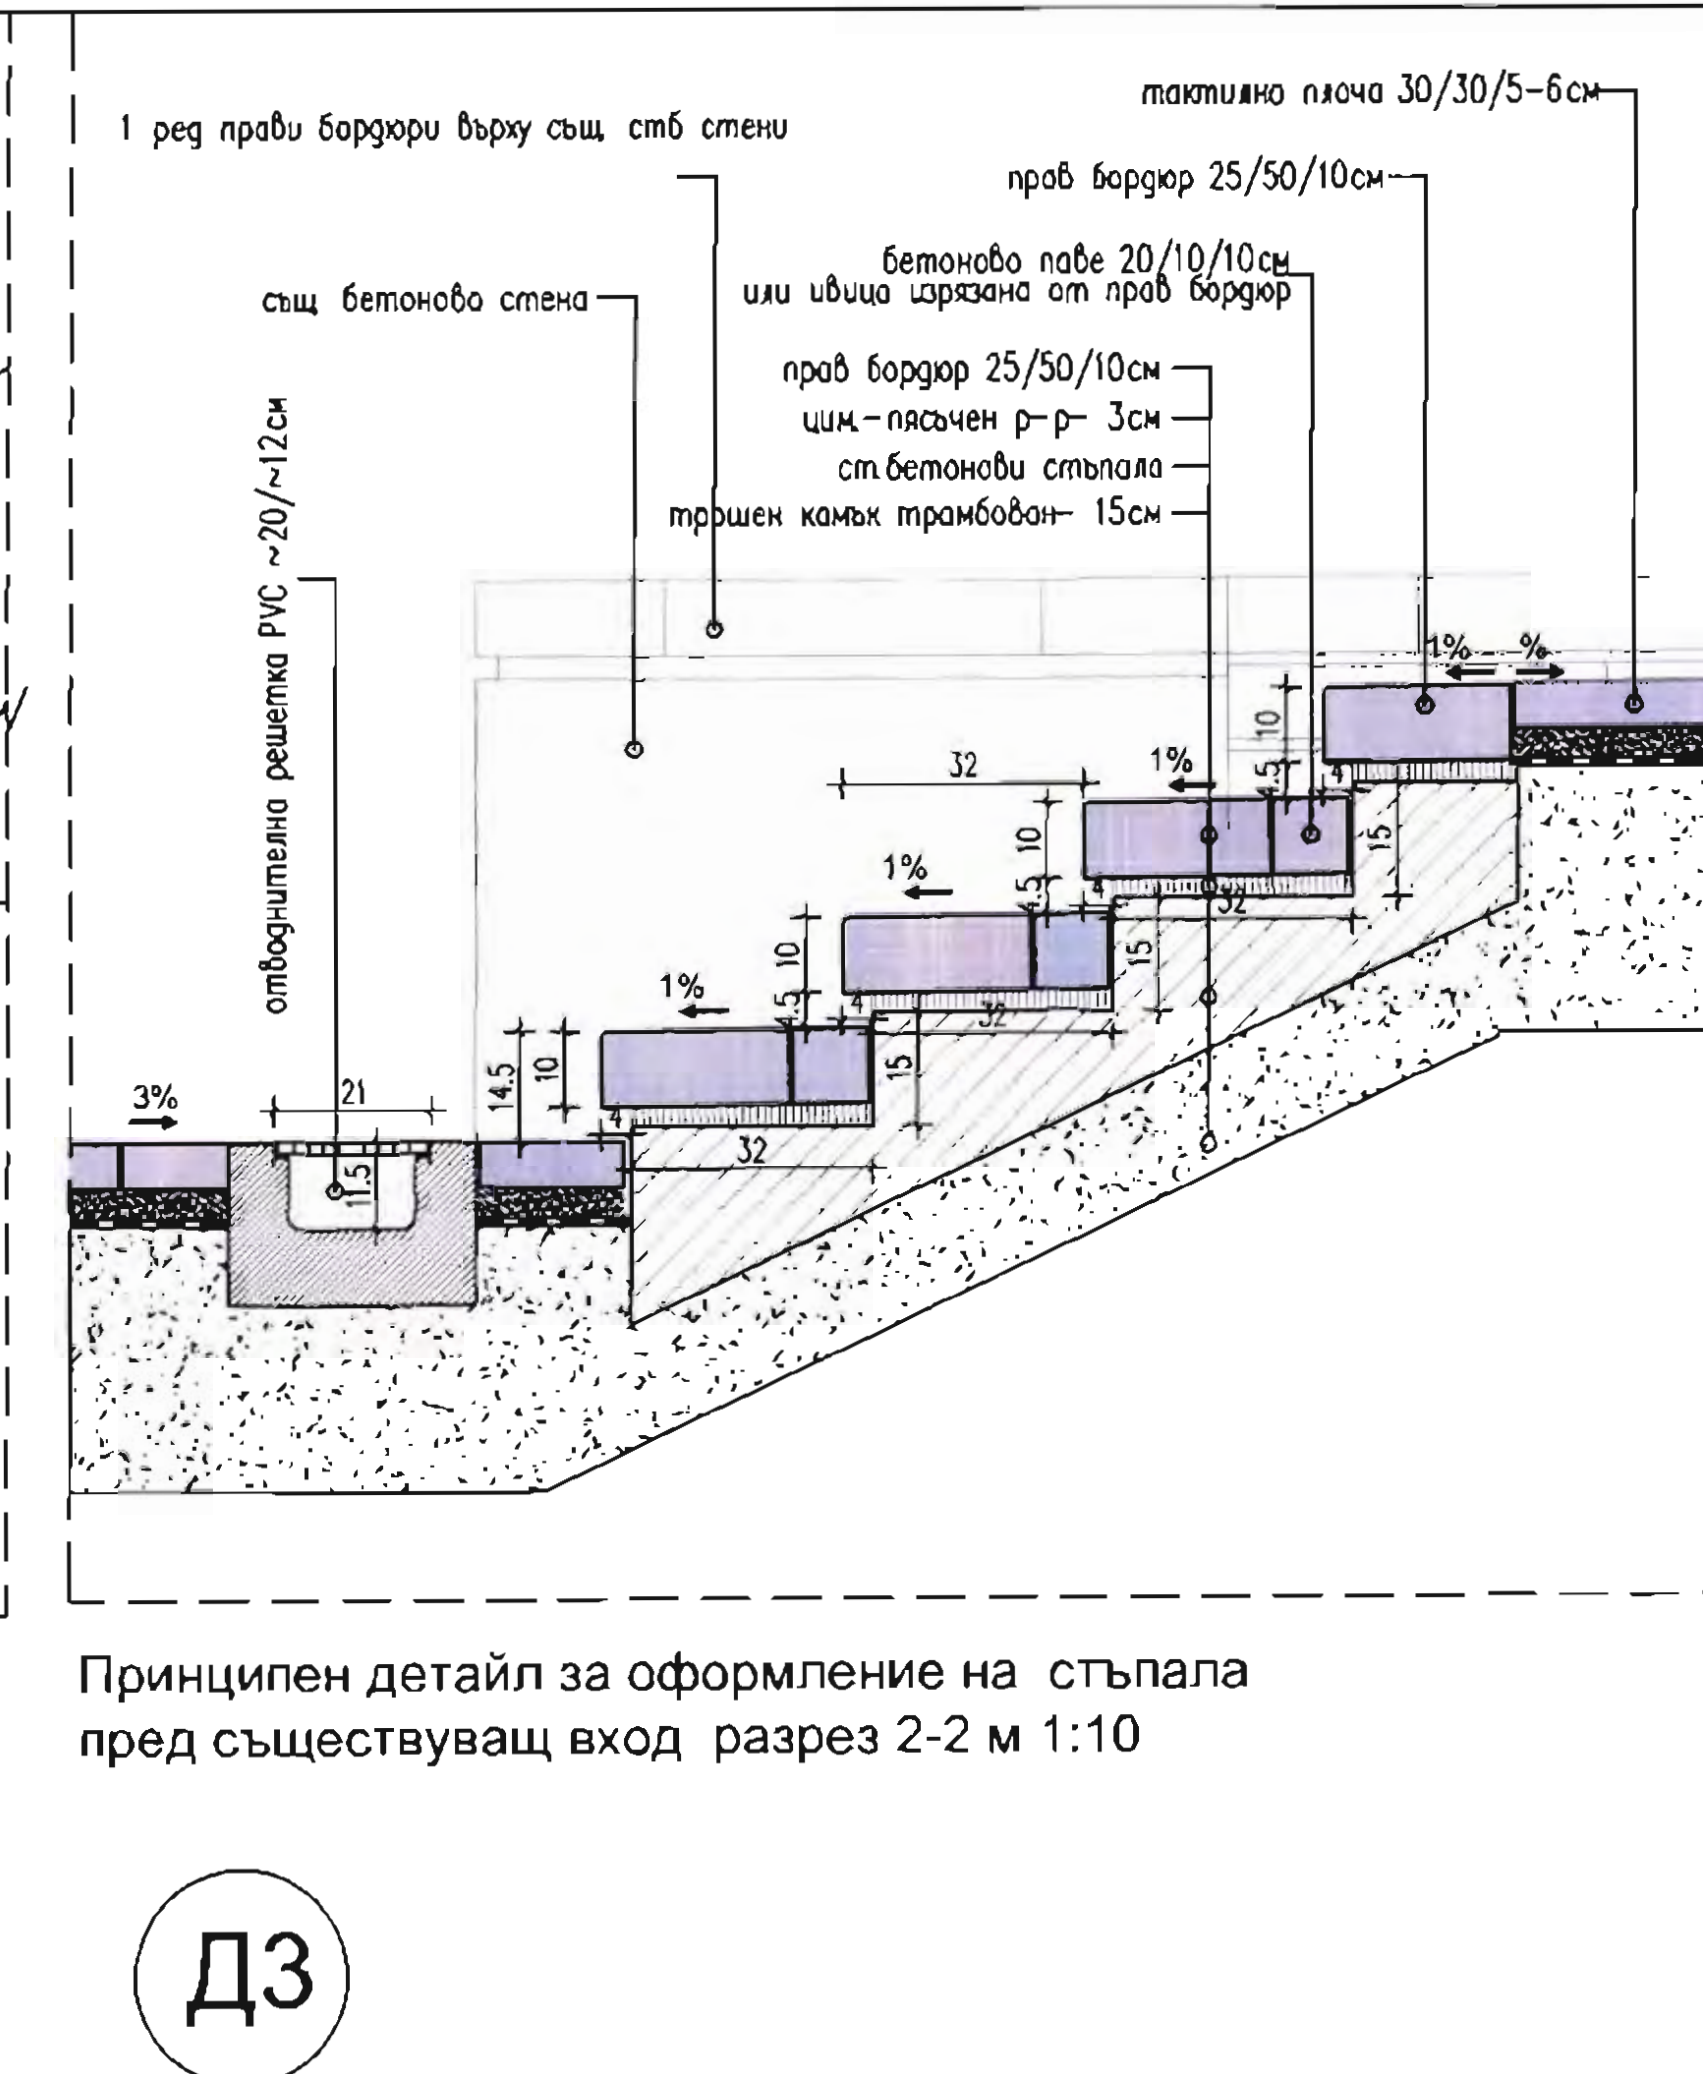 тактилна плоча 30/30/5-6см
1 ред прави бордюри върху същ стб стени
прав бордюр 25/50/10см
бетоново паве 20/10/10см
или ивица изрязана от прав бордюр
същ бетонова стена
прав бордюр 25/50/10см
цим.-пясъчен р-р- 3см
ст.бетонови стъпала
трошен камък трамбован- 15см
отводнителна решетка PVC ~20/~12см
1% %
10
4.5
4
32
1%
10
4.5
4
15
32
1%
10
4.5
4
15
32
1%
14.5
10
4
15
32
3%
21
11.5
Принципен детайл за оформление на стъпала
пред съществуващ вход разрез 2-2 м 1:10
Д3